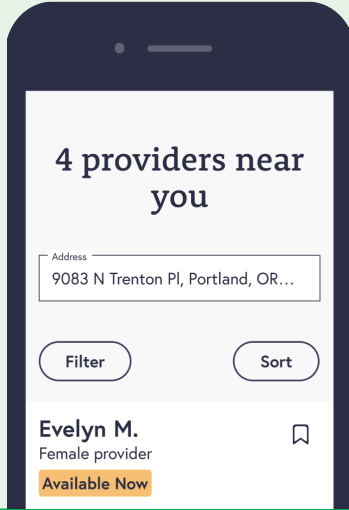 4 providers near
you
Address
9083 N Trenton Pl, Portland, OR…
Filter
Sort
Evelyn M.
Female provider
Available Now